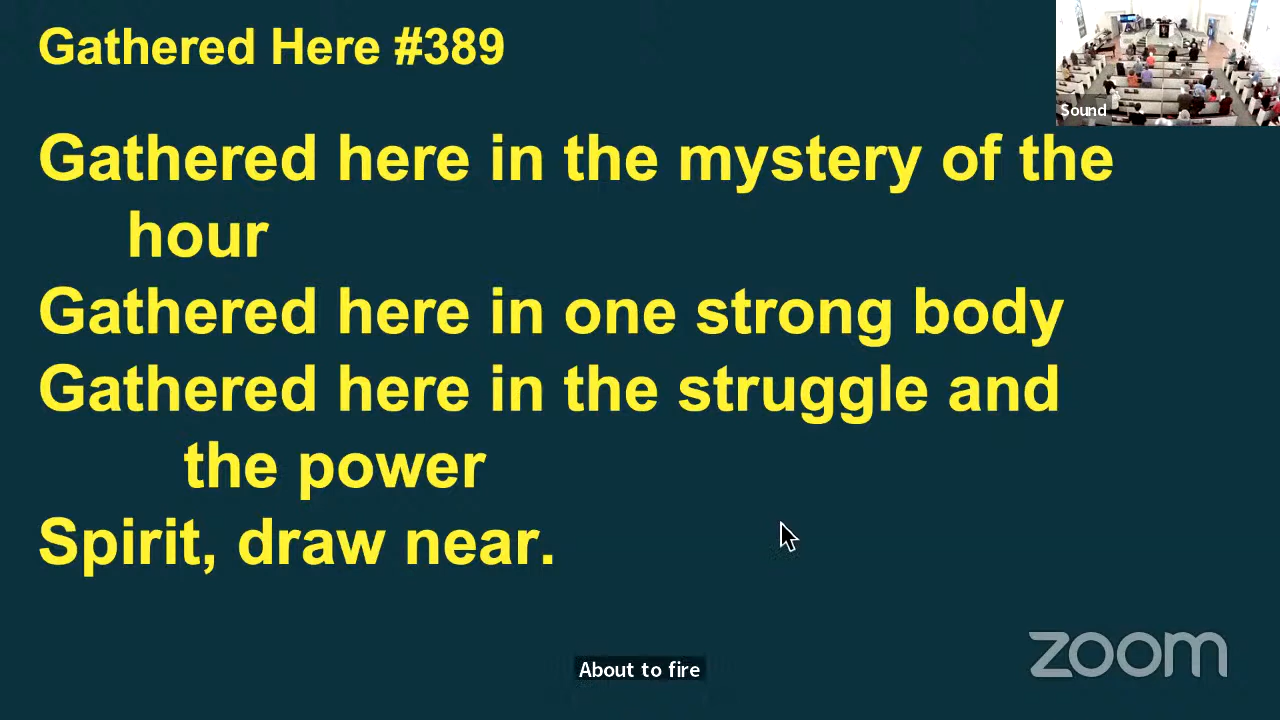 Gathered Here #389
Sound
Gathered here in the mystery of the
hour
Gathered here in one strong body
Gathered here in the struggle and
the power
Spirit, draw near.
zoom
About to fire